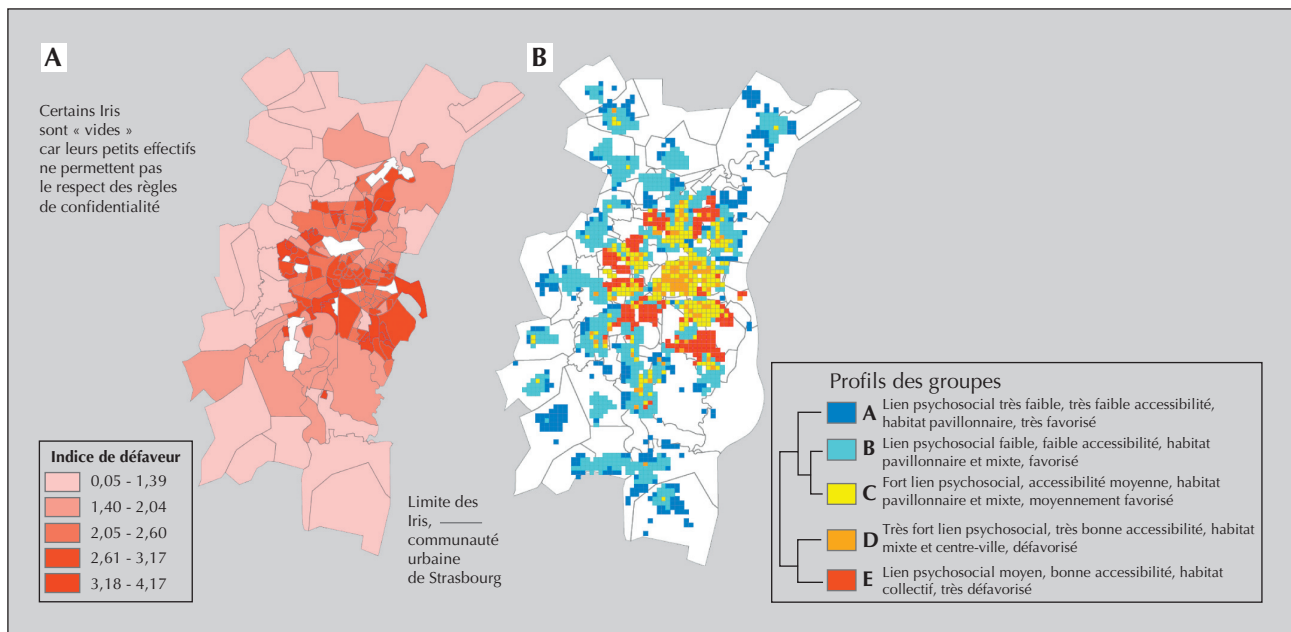 A
Certains Iris
sont « vides »
car leurs petits effectifs
ne permettent pas
le respect des règles
de confidentialité
Indice de défaveur
0,05 - 1,39
1,40 - 2,04
2,05 - 2,60
2,61 - 3,17
3,18 - 4,17
B
Limite des
Iris,
communauté
urbaine
de Strasbourg
Profils des groupes
A Lien psychosocial très faible, très faible accessibilité,
habitat pavillonnaire, très favorisé
B Lien psychosocial faible, faible accessibilité, habitat
pavillonnaire et mixte, favorisé
C Fort lien psychosocial, accessibilité moyenne, habitat
pavillonnaire et mixte, moyennement favorisé
D Très fort lien psychosocial, très bonne accessibilité, habitat
mixte et centre-ville, défavorisé
E Lien psychosocial moyen, bonne accessibilité, habitat
collectif, très défavorisé